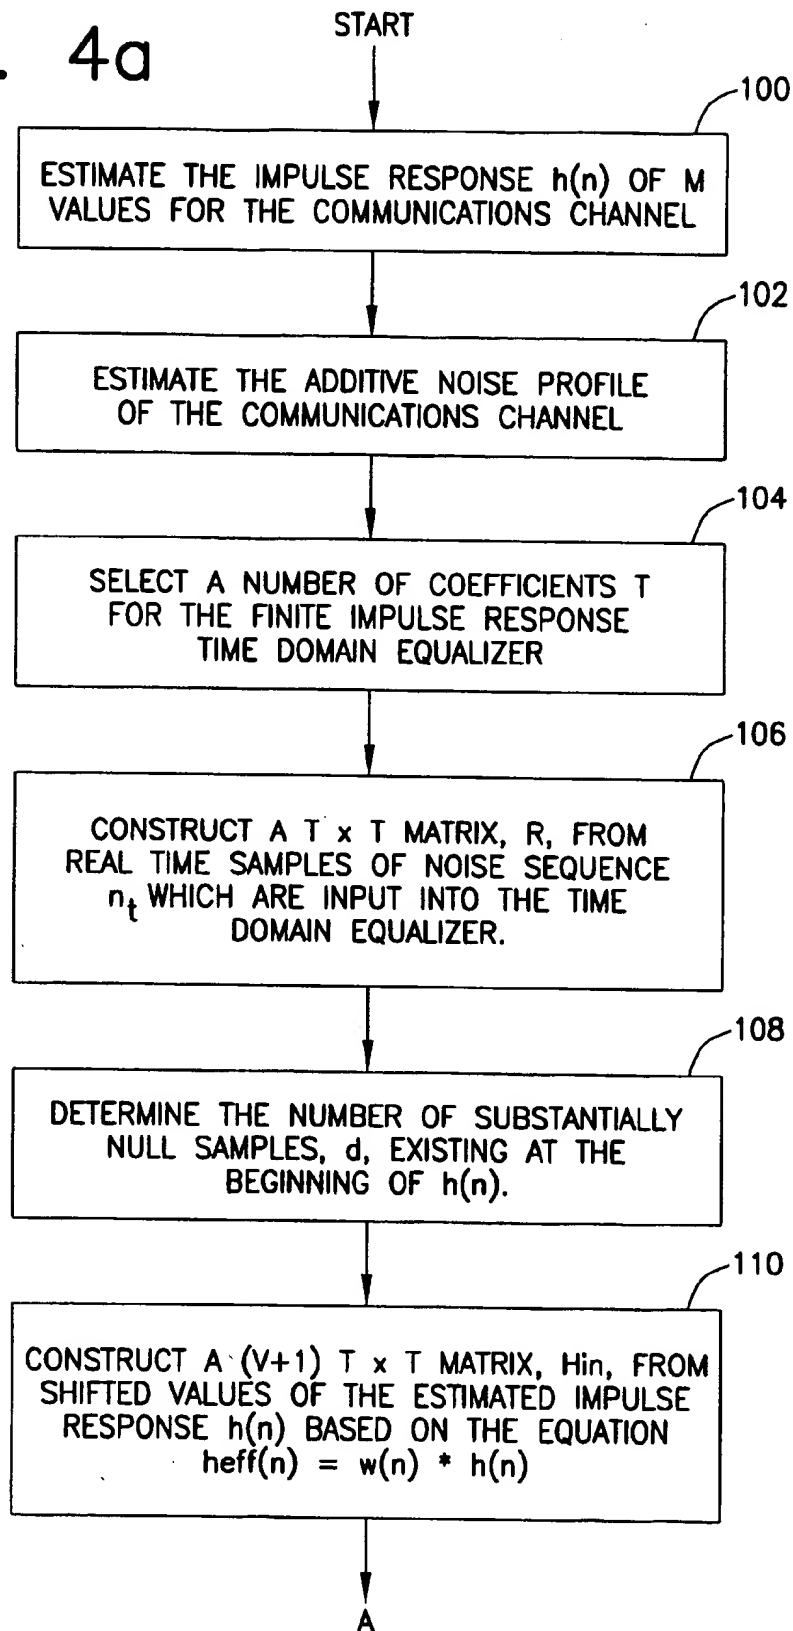 . 4a
START
100
ESTIMATE THE IMPULSE RESPONSE h(n) OF M
VALUES FOR THE COMMUNICATIONS CHANNEL
102
ESTIMATE THE ADDITIVE NOISE PROFILE
OF THE COMMUNICATIONS CHANNEL
104
SELECT A NUMBER OF COEFFICIENTS T
FOR THE FINITE IMPULSE RESPONSE
TIME DOMAIN EQUALIZER
106
CONSTRUCT A T x T MATRIX, R, FROM
REAL TIME SAMPLES OF NOISE SEQUENCE
nt WHICH ARE INPUT INTO THE TIME
DOMAIN EQUALIZER.
108
DETERMINE THE NUMBER OF SUBSTANTIALLY
NULL SAMPLES, d, EXISTING AT THE
BEGINNING OF h(n).
110
CONSTRUCT A (V+1) T x T MATRIX, Hin, FROM
SHIFTED VALUES OF THE ESTIMATED IMPULSE
RESPONSE h(n) BASED ON THE EQUATION
heff(n) = w(n) * h(n)
A